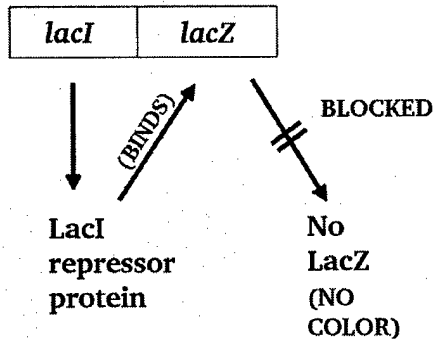 lacI lacZ
(BINDS)
BLOCKED
LacI
repressor
protein
No
LacZ
(NO
COLOR)